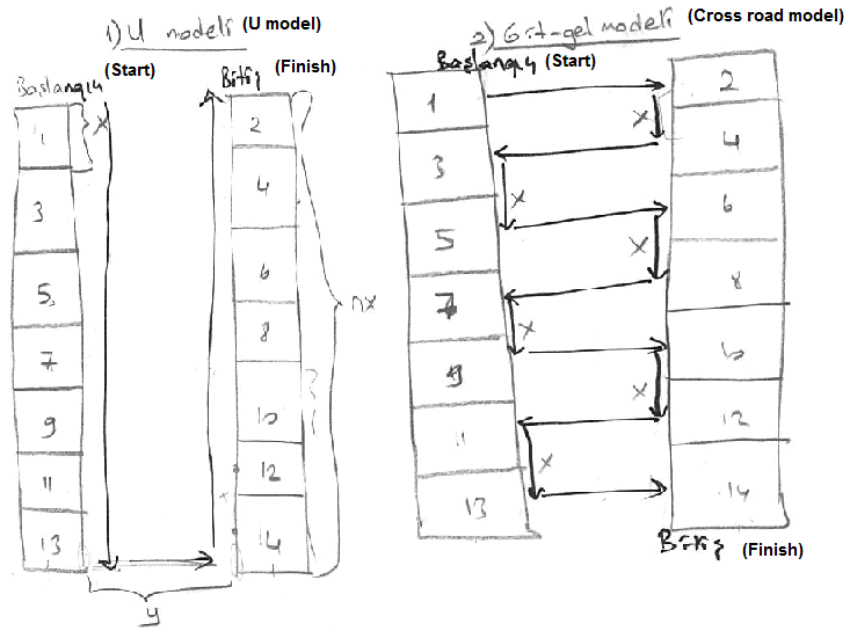 1) U modeli (U model)
Başlangıç (Start)
Bitiş (Finish)
1
3
5
7
9
11
13
x
2
4
6
8
10
12
14
nx
y
2) Git-gel modeli (Cross road model)
Başlangıç (Start)
1
3
5
7
9
11
13
2
4
6
8
10
12
14
x
x
x
x
x
x
Bitiş (Finish)